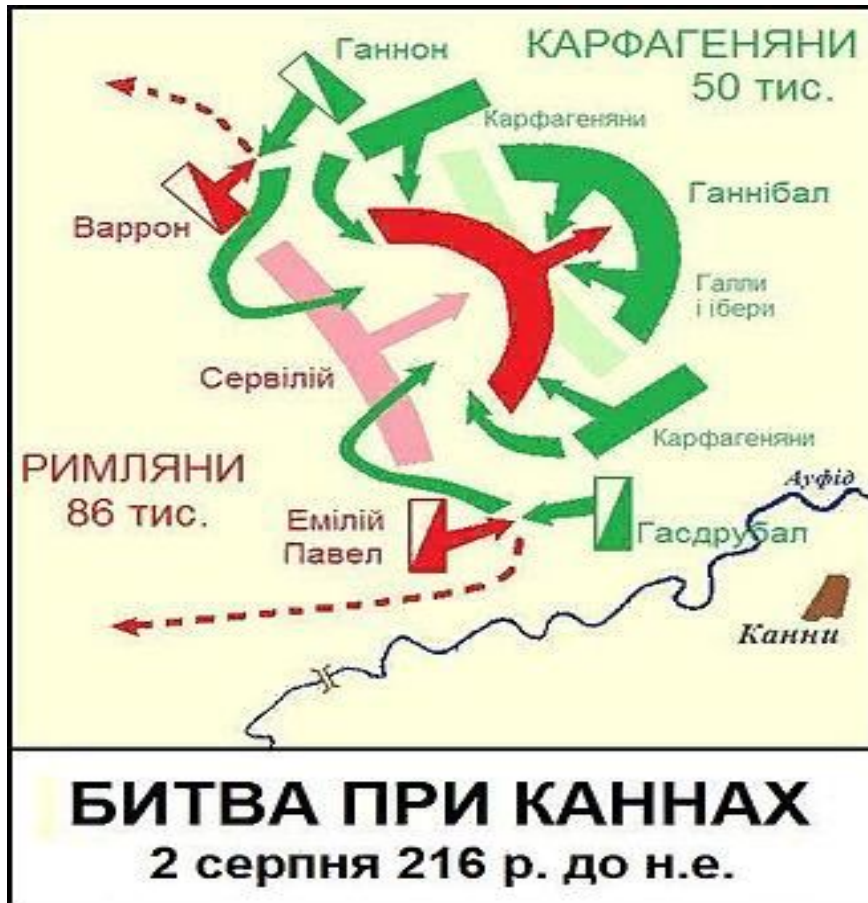 Ганнон
КАРФАГЕНЯНИ
50 тис.
Карфагеняни
Ганнібал
Варрон
Галли
і ібери
Сервілій
Карфагеняни
РИМЛЯНИ
86 тис.
Емілій
Павел
Гасдрубал
Ауфід
Канни
БИТВА ПРИ КАННАХ
2 серпня 216 р. до н.е.